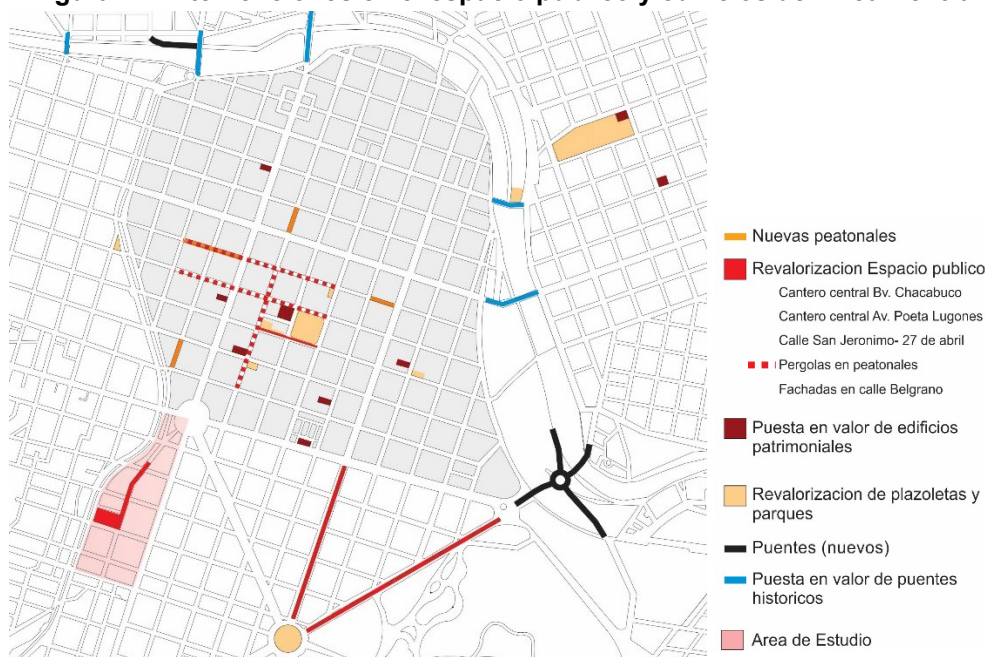 Nuevas peatonales
Revalorizacion Espacio publico
Cantero central Bv. Chacabuco
Cantero central Av. Poeta Lugones
Calle San Jeronimo- 27 de abril
Pergolas en peatonales
Fachadas en calle Belgrano
Puesta en valor de edificios
patrimoniales
Revalorizacion de plazoletas y
parques
Puentes (nuevos)
Puesta en valor de puentes
historicos
Area de Estudio